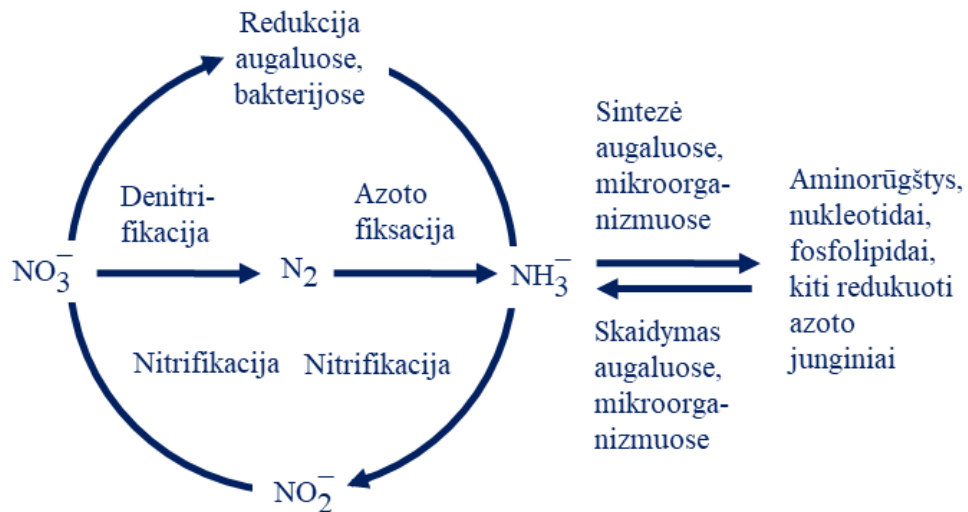 Redukcija
augaluose,
bakterijose
Denitri-
fikacija
Azoto
fiksacija
Sintezė
augaluose,
mikroorga-
nizmuose
Aminorūgštys,
nukleotidai,
fosfolipidai,
kiti redukuoti
azoto
junginiai
NO₃⁻
N₂
NH₃⁻
Skaidymas
augaluose,
mikroorga-
nizmuose
Nitrifikacija
Nitrifikacija
NO₂⁻